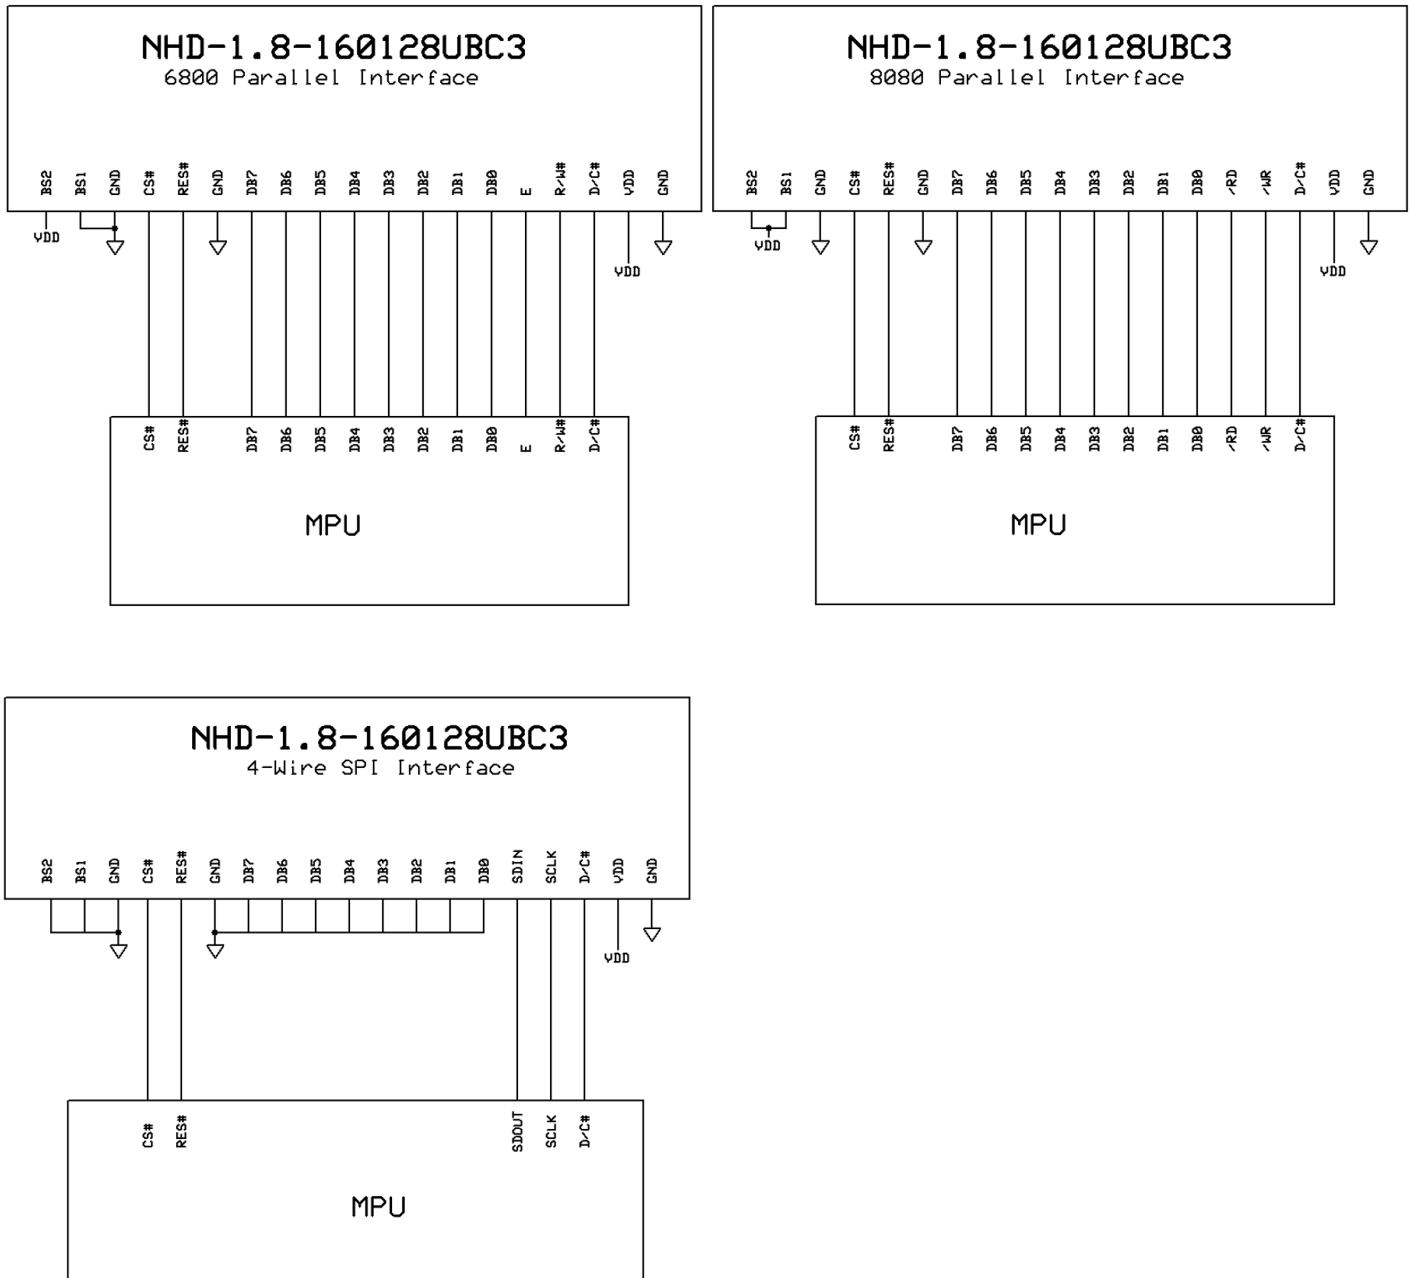 NHD-1.8-160128UBC3
6800 Parallel Interface
BS2 BS1 GND CS# RES# GND DB7 DB6 DB5 DB4 DB3 DB2 DB1 DB0 E R/W# D/C# VDD GND
VDD
VDD
CS# RES# DB7 DB6 DB5 DB4 DB3 DB2 DB1 DB0 E R/W# D/C#
MPU
NHD-1.8-160128UBC3
8080 Parallel Interface
BS2 BS1 GND CS# RES# GND DB7 DB6 DB5 DB4 DB3 DB2 DB1 DB0 /RD /WR D/C# VDD GND
VDD
VDD
CS# RES# DB7 DB6 DB5 DB4 DB3 DB2 DB1 DB0 /RD /WR D/C#
MPU
NHD-1.8-160128UBC3
4-Wire SPI Interface
BS2 BS1 GND CS# RES# GND DB7 DB6 DB5 DB4 DB3 DB2 DB1 DB0 SDIN SCLK D/C# VDD GND
VDD
CS# RES# SDOUT SCLK D/C#
MPU